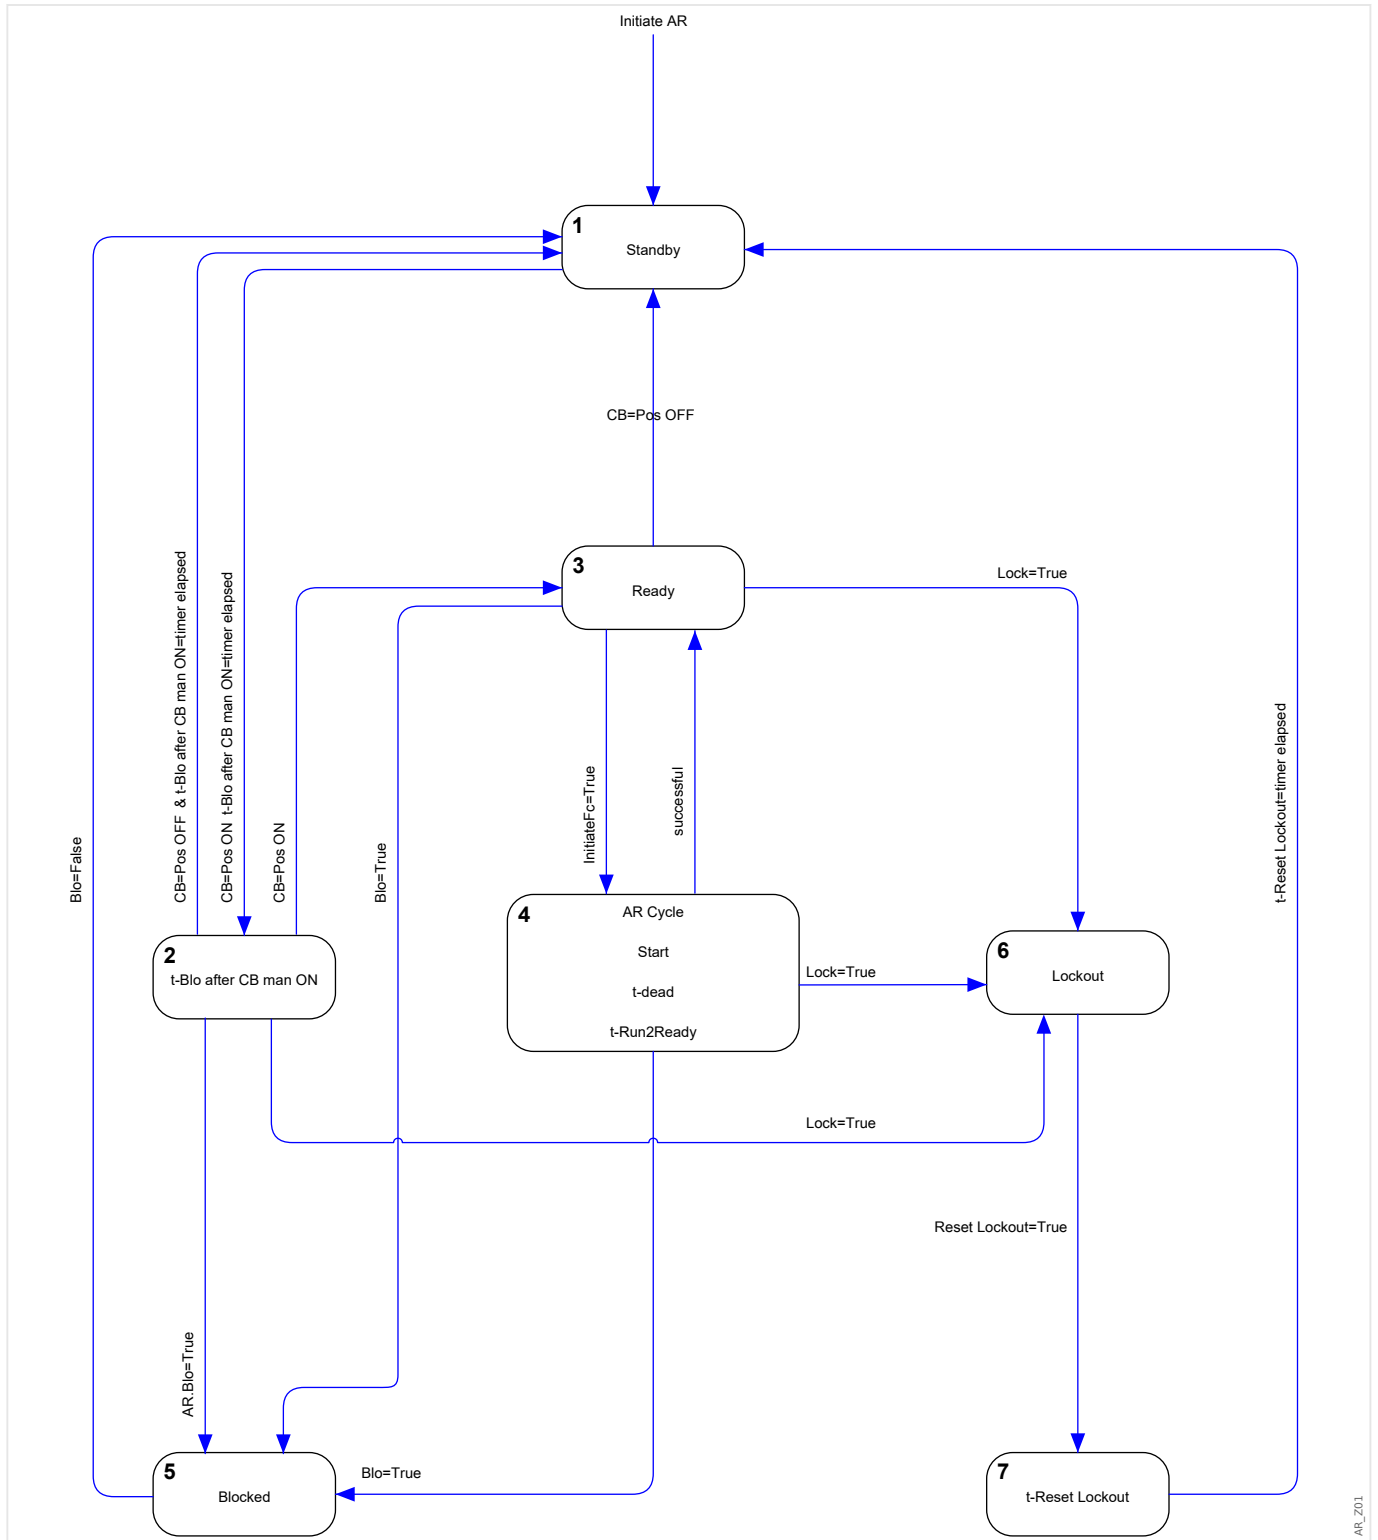 Initiate AR
1
Standby
CB=Pos OFF
3
Ready
Lock=True
CB=Pos OFF & t-Blo after CB man ON=timer elapsed
CB=Pos ON t-Blo after CB man ON=timer elapsed
CB=Pos ON
Blo=True
Blo=False
InitiateFc=True
successful
t-Reset Lockout=timer elapsed
2
t-Blo after CB man ON
4
AR Cycle
Start
t-dead
t-Run2Ready
Lock=True
6
Lockout
Lock=True
Reset Lockout=True
AR.Blo=True
5
Blocked
Blo=True
7
t-Reset Lockout
AR_Z01